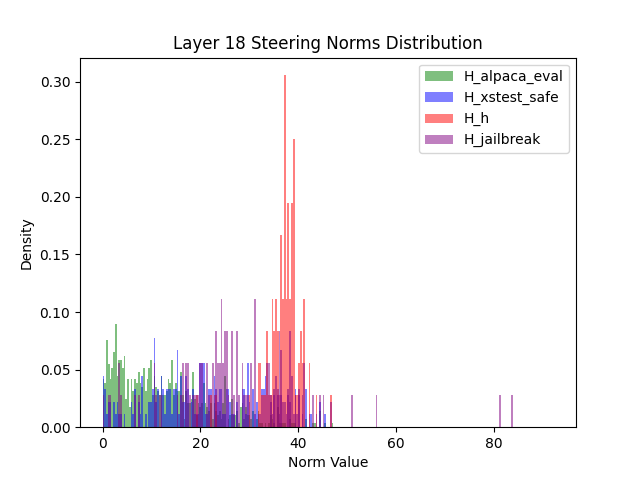 Layer 18 Steering Norms Distribution
H_alpaca_eval
H_xstest_safe
H_h
H_jailbreak
Density
0.30
0.25
0.20
0.15
0.10
0.05
0.00
0
20
40
60
80
Norm Value